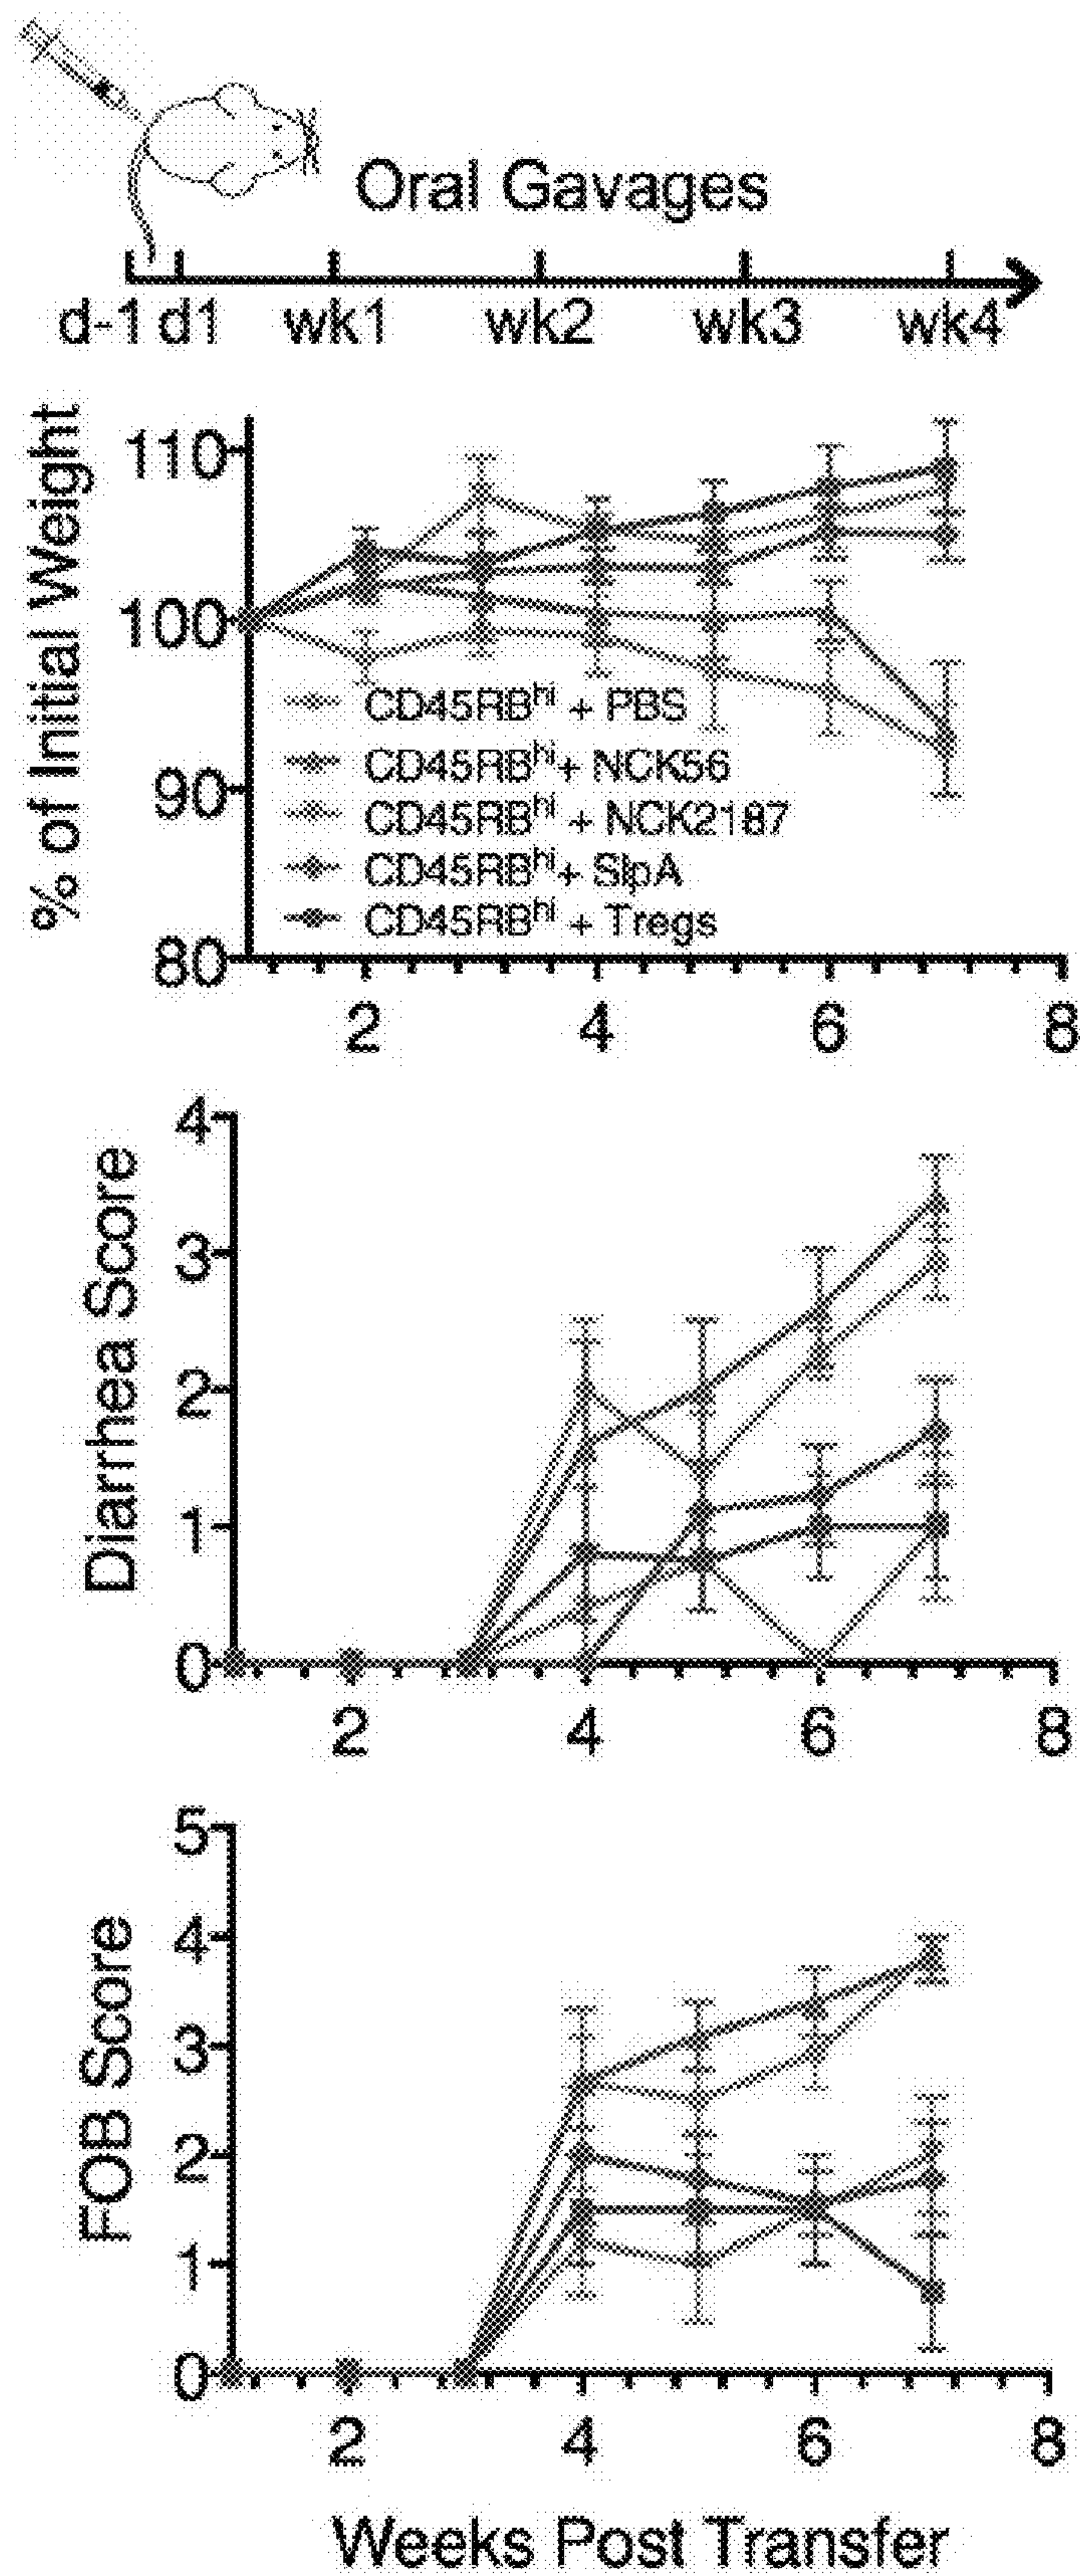 Oral Gavages
d-1 d1 wk1 wk2 wk3 wk4
% of Initial Weight
110
100
90
80
CD45RBhi + PBS
CD45RBhi+ NCK56
CD45RBhi + NCK2187
CD45RBhi+ SlpA
CD45RBhi + Tregs
2 4 6 8
Diarrhea Score
4
3
2
1
0
2 4 6 8
FOB Score
5
4
3
2
1
0
2 4 6 8
Weeks Post Transfer